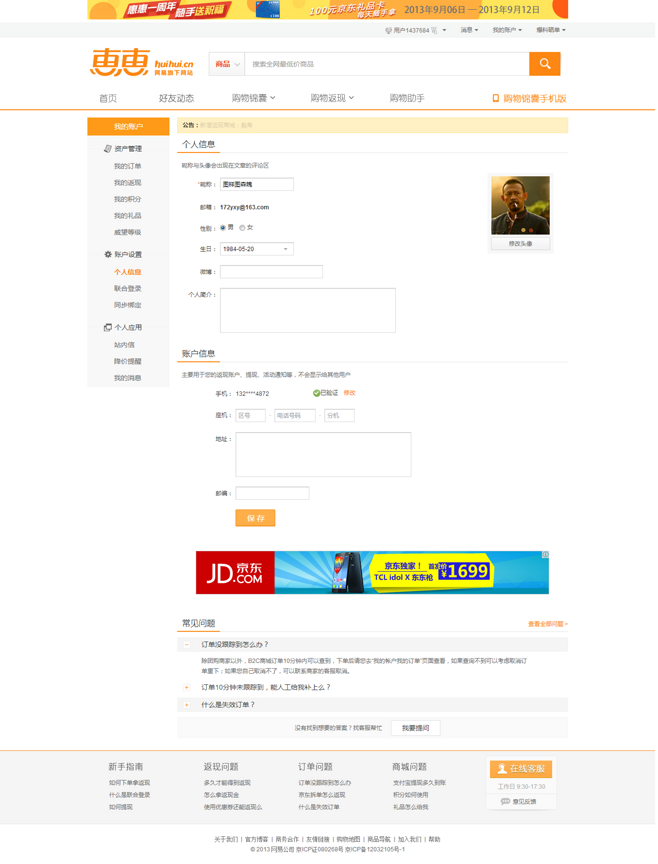 惠惠一周年 随手送祝福 100元京东礼品卡 每天随手拿 2013年9月06日 — 2013年9月12日
用户1437684 消息 我的账户 爆料赐单
惠惠 huihui.cn 网易旗下网站
商品 搜索全网最低价商品
首页 好友动态 购物锦囊 购物返现 购物助手 购物锦囊手机版
我的账户
公告：
资产管理
我的订单
我的返现
我的积分
我的礼品
威望等级
账户设置
个人信息
联合登录
同步绑定
个人应用
站内信
降价提醒
我的消息
个人信息
昵称与头像会出现在文章的评论区
*昵称： 图样图森魄
邮箱： 172yxy@163.com
性别： 男 女
生日： 1984-05-20
微博：
个人简介：
修改头像
账户信息
主要用于您的返现账户、提现、活动通知等，不会显示给其他用户
手机： 132****4872 已验证 修改
座机： 区号 - 电话号码 - 分机
地址：
邮编：
保 存
JD 京东 .COM
京东独家！ 首发价 ¥1699
TCL idol X 东东枪
常见问题 查看全部问题 >
订单没跟踪到怎么办？
除团购商家以外，B2C商城订单10分钟内可以查到，下单后请您去“我的帐户我的订单”页面查看，如果查询不到可以考虑取消订
单重下；如果您自己取消不了，可以联系商家的客服取消。
订单10分钟未跟踪到，能人工给我补上么？
什么是失效订单？
没有找到想要的答案？找客服帮忙 我要提问
新手指南
如何下单拿返现
什么是联合登录
如何提现
返现问题
多久才能得到返现
怎么拿返现金
使用优惠券还能返现么
订单问题
订单没跟踪到怎么办
京东拆单怎么返现
什么是失效订单
商城问题
支付宝提现多久到账
积分如何使用
礼品怎么给我
在线客服
工作日 9:30-17:30
意见反馈
关于我们 | 官方博客 | 商务合作 | 友情链接 | 购物地图 | 商品导航 | 加入我们 | 帮助
© 2013 网易公司 京ICP证080268号 京ICP备12032105号-1